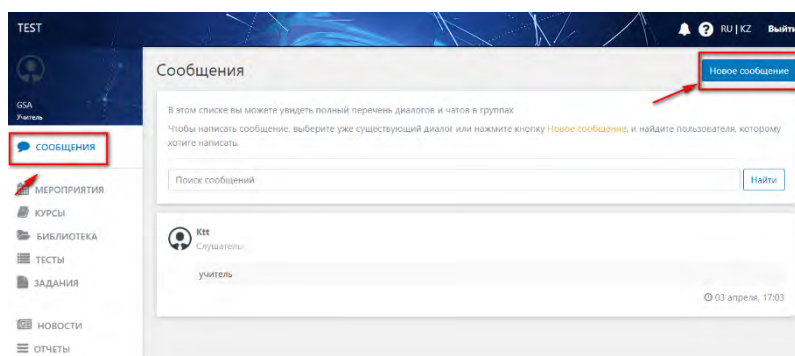 TEST
RU | KZ Выйти
GSA
Учитель
СООБЩЕНИЯ
МЕРОПРИЯТИЯ
КУРСЫ
БИБЛИОТЕКА
ТЕСТЫ
ЗАДАНИЯ
НОВОСТИ
ОТЧЕТЫ
Сообщения
Новое сообщение
В этом списке вы можете увидеть полный перечень диалогов и чатов в группах
Чтобы написать сообщение, выберите уже существующий диалог или нажмите кнопку Новое сообщение, и найдите пользователя, которому
хотите написать.
Поиск сообщений
Найти
Ktt
Слушатель
учитель
03 апреля, 17:03